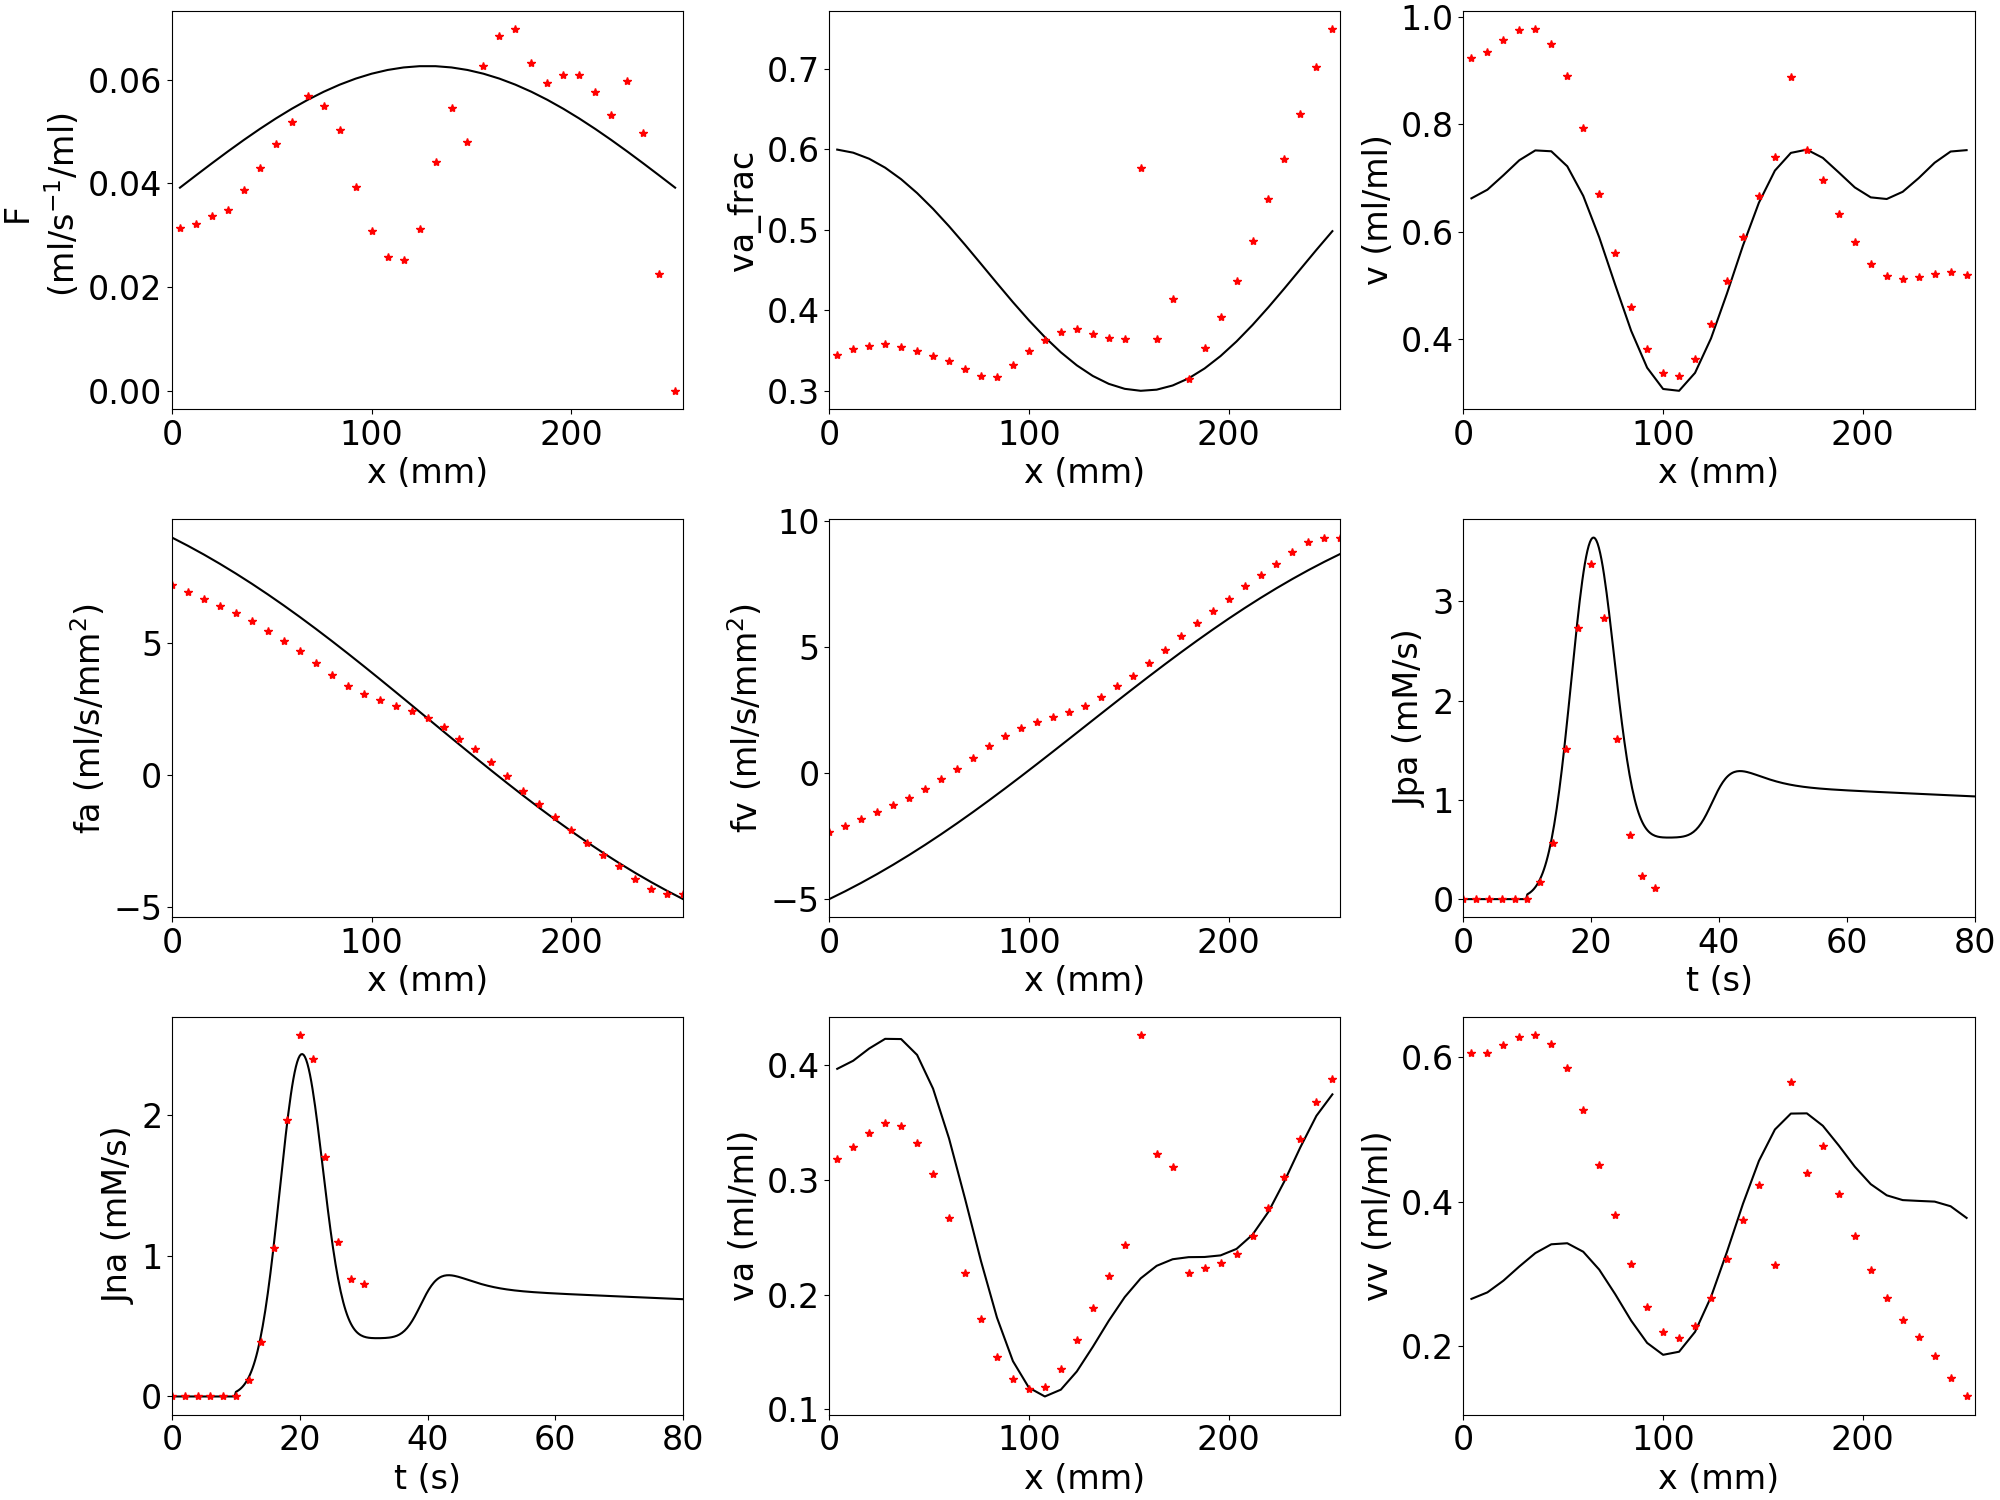 F
(ml/s⁻¹/ml)
0.06
0.04
0.02
0.00
0 100 200
x (mm)
va_frac
0.7
0.6
0.5
0.4
0.3
0 100 200
x (mm)
v (ml/ml)
1.0
0.8
0.6
0.4
0 100 200
x (mm)
fa (ml/s/mm²)
5
0
−5
0 100 200
x (mm)
fv (ml/s/mm²)
10
5
0
−5
0 100 200
x (mm)
Jpa (mM/s)
3
2
1
0
0 20 40 60 80
t (s)
Jna (mM/s)
2
1
0
0 20 40 60 80
t (s)
va (ml/ml)
0.4
0.3
0.2
0.1
0 100 200
x (mm)
vv (ml/ml)
0.6
0.4
0.2
0 100 200
x (mm)